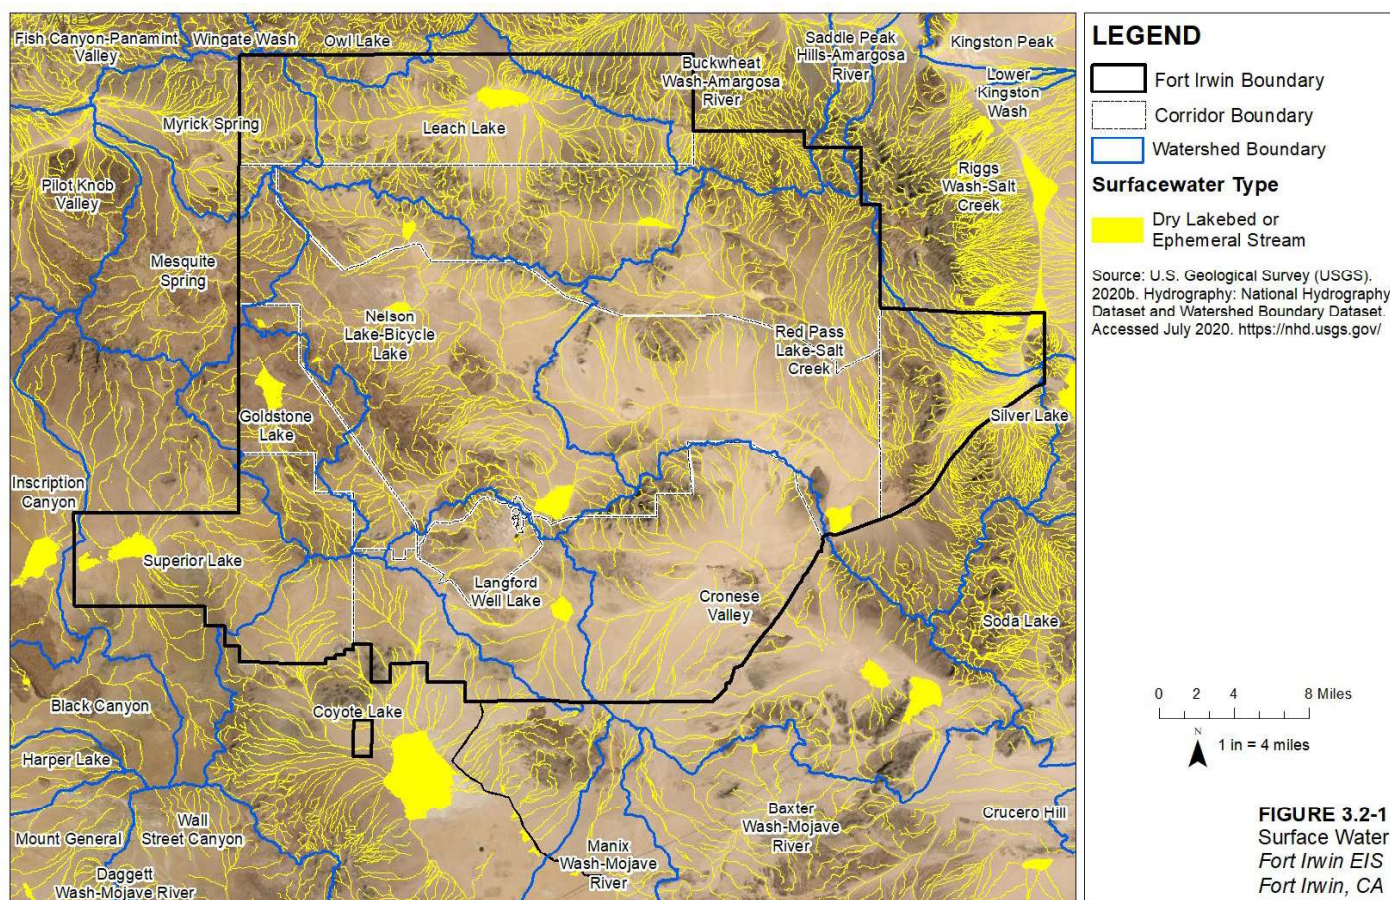 VALLEY
Fish Canyon-Panamint
Valley
Wingate Wash
Owl Lake
Saddle Peak
Hills-Amargosa
River
Kingston Peak
Buckwheat
Wash-Amargosa
River
Lower
Kingston
Wash
Myrick Spring
Leach Lake
Riggs
Wash-Salt
Creek
Pilot Knob
Valley
Mesquite
Spring
Nelson
Lake-Bicycle
Lake
Red Pass
Lake-Salt
Creek
Goldstone
Lake
Silver Lake
Inscription
Canyon
Superior Lake
Langford
Well Lake
Cronese
Valley
Soda Lake
Black Canyon
Coyote Lake
Harper Lake
Mount General
Wall
Street Canyon
Daggett
Wash-Mojave River
Manix
Wash-Mojave
River
Baxter
Wash-Mojave
River
Crucero Hill
LEGEND
Fort Irwin Boundary
Corridor Boundary
Watershed Boundary
Surfacewater Type
Dry Lakebed or
Ephemeral Stream
Source: U.S. Geological Survey (USGS).
2020b. Hydrography: National Hydrography
Dataset and Watershed Boundary Dataset.
Accessed July 2020. https://nhd.usgs.gov/
0 2 4 8 Miles
N
1 in = 4 miles
FIGURE 3.2-1
Surface Water
Fort Irwin EIS
Fort Irwin, CA